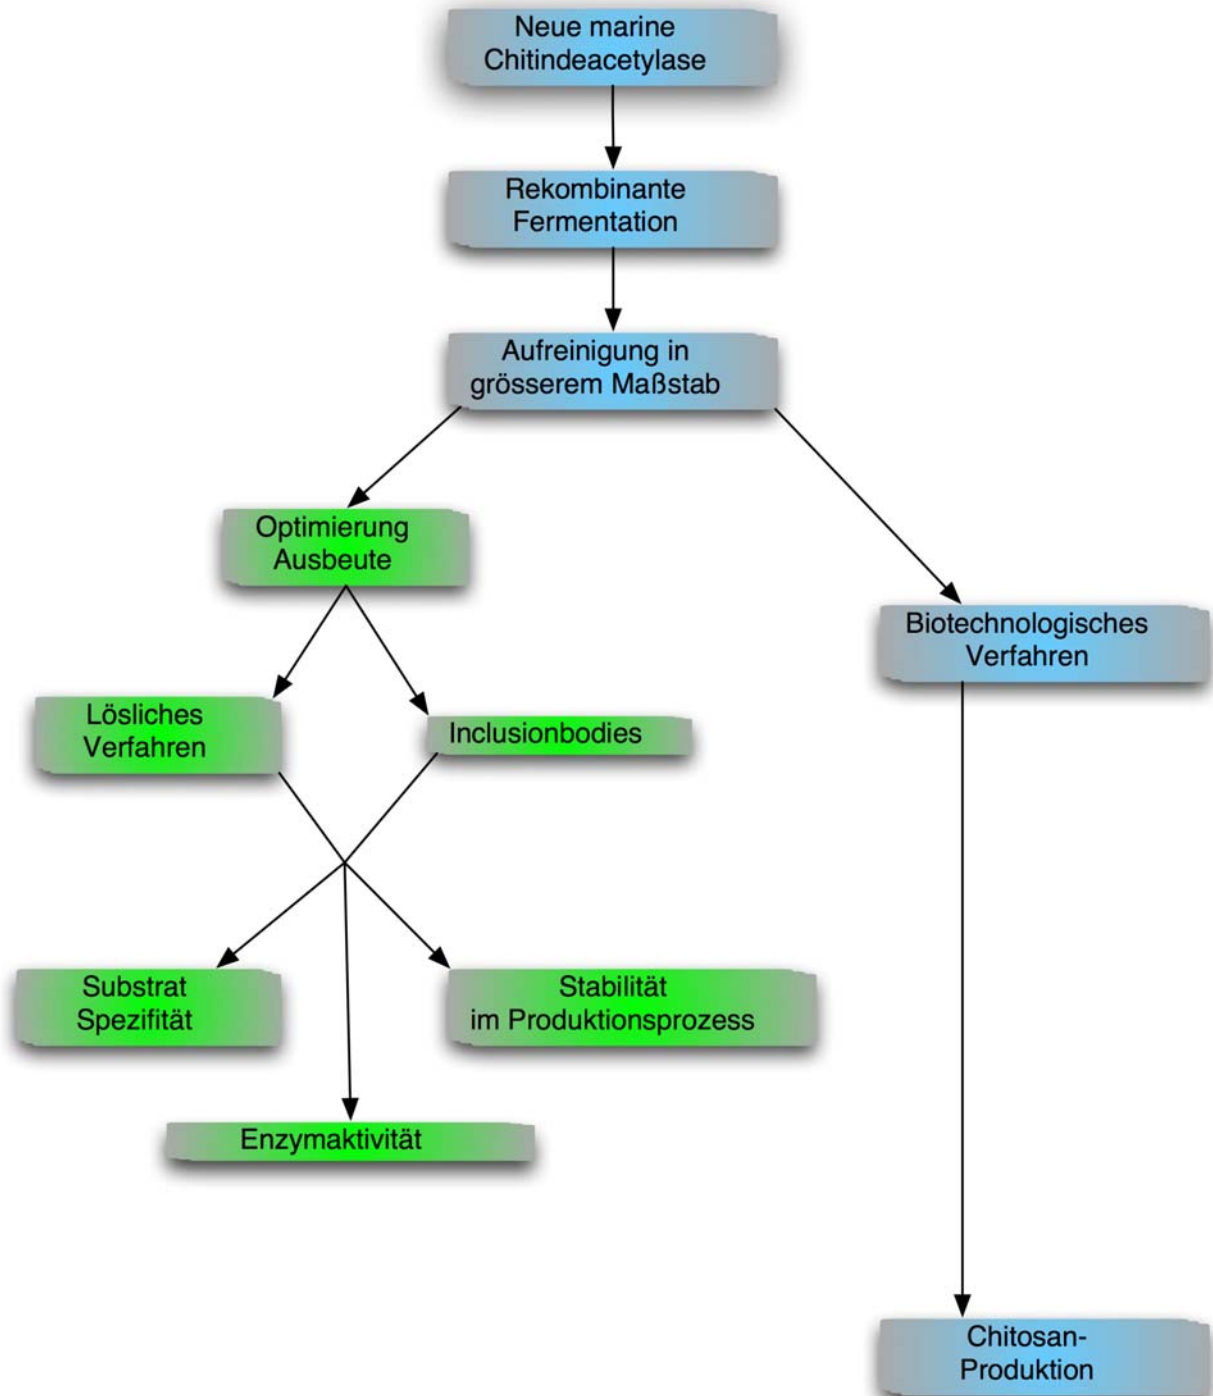 Neue marine
Chitindeacetylase
Rekombinante
Fermentation
Aufreinigung in
grösserem Maßstab
Optimierung
Ausbeute
Biotechnologisches
Verfahren
Lösliches
Verfahren
Inclusionbodies
Substrat
Spezifität
Stabilität
im Produktionsprozess
Enzymaktivität
Chitosan-
Produktion